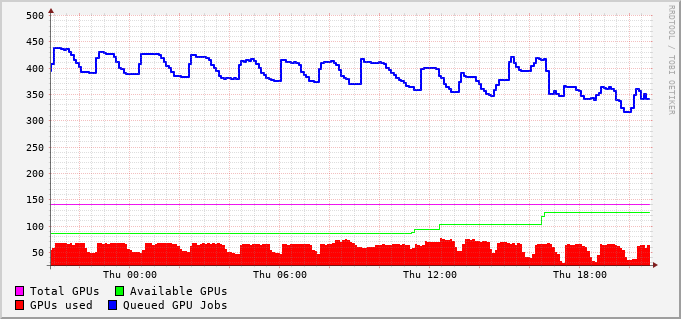 500
450
400
350
300
250
200
150
100
50
Thu 00:00 Thu 06:00 Thu 12:00 Thu 18:00
Total GPUs Available GPUs
GPUs used Queued GPU Jobs
RRDTOOL / TOBI OETIKER